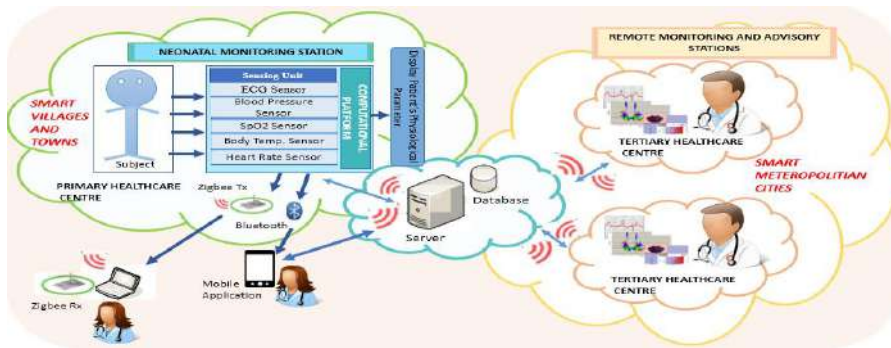 NEONATAL MONITORING STATION
REMOTE MONITORING AND ADVISORY
STATIONS
SMART
VILLAGES
AND
TOWNS
Subject
Sensing Unit
ECG Sensor
Blood Pressure
Sensor
SpO2 Sensor
Body Temp. Sensor
Heart Rate Sensor
COMPUTATIONAL
PLATFORM
Display Patient's Physiological
Parameter
PRIMARY HEALTHCARE
CENTRE
Zigbee Tx
Bluetooth
Zigbee Rx
Mobile
Application
Server
Database
TERTIARY HEALTHCARE
CENTRE
SMART
METEROPOLITIAN
CITIES
TERTIARY HEALTHCARE
CENTRE